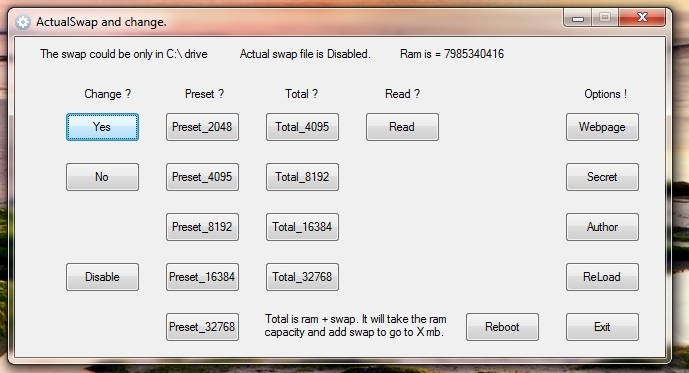 ActualSwap and change.
The swap could be only in C:\ drive Actual swap file is Disabled. Ram is = 7985340416
Change ? Preset ? Total ? Read ? Options !
Yes Preset_2048 Total_4095 Read Webpage
No Preset_4095 Total_8192 Secret
Preset_8192 Total_16384 Author
Disable Preset_16384 Total_32768 ReLoad
Preset_32768 Total is ram + swap. It will take the ram
capacity and add swap to go to X mb. Reboot Exit